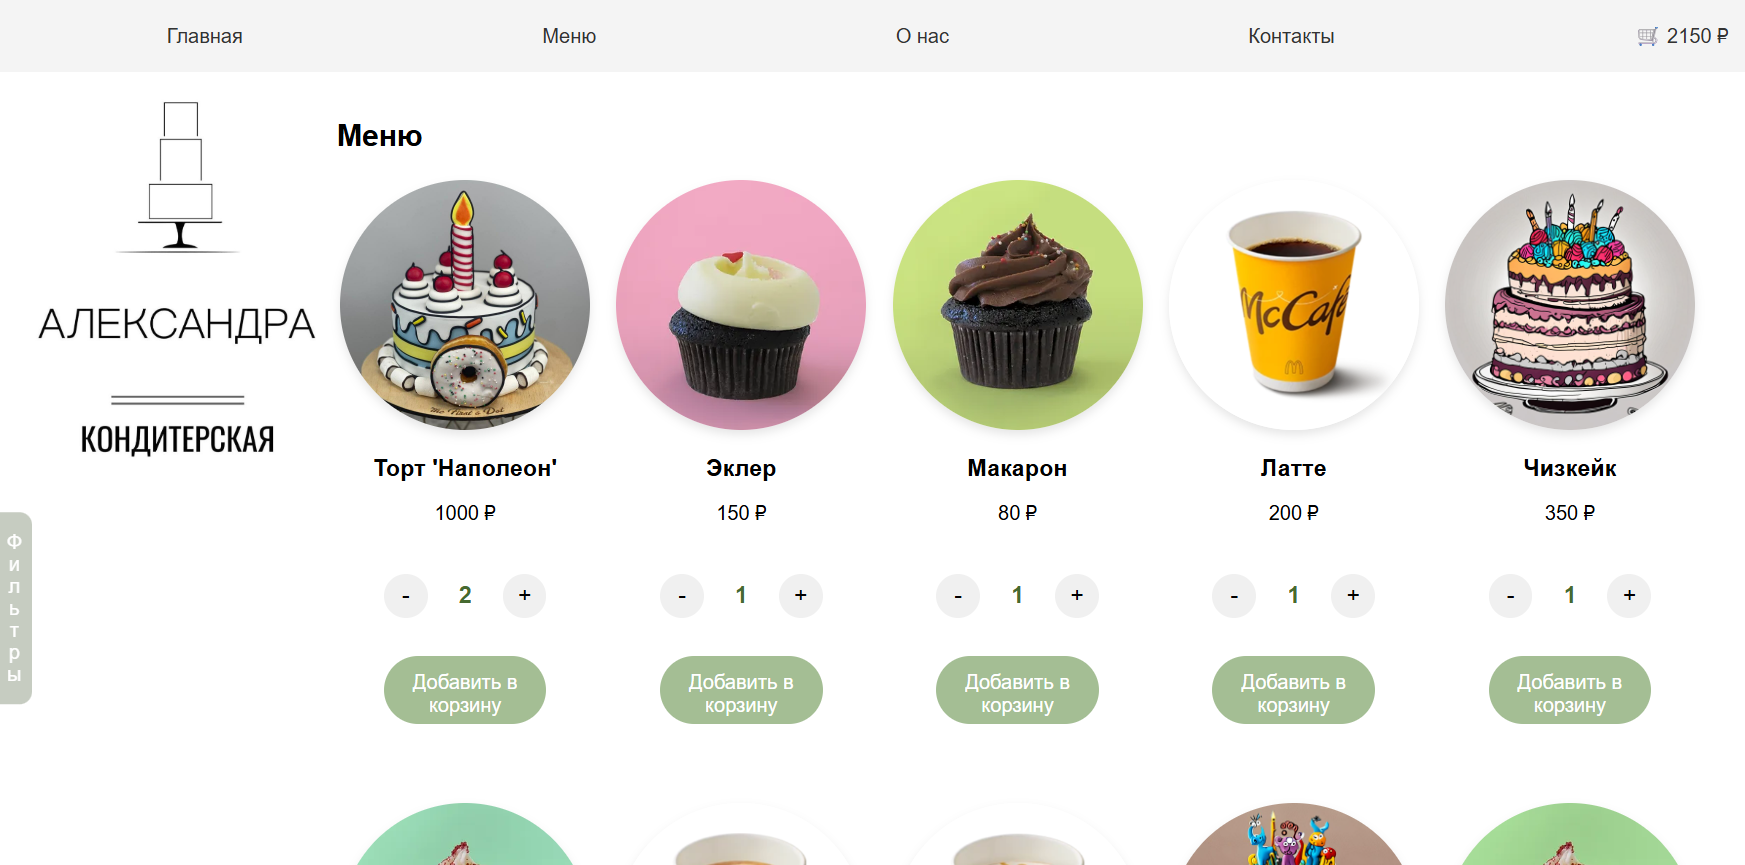 Главная
Меню
О нас
Контакты
2150 ₽
АЛЕКСАНДРА
КОНДИТЕРСКАЯ
Меню
McCafé
Торт 'Наполеон'
1000 ₽
-
2
+
Добавить в
корзину
Эклер
150 ₽
-
1
+
Добавить в
корзину
Макарон
80 ₽
-
1
+
Добавить в
корзину
Латте
200 ₽
-
1
+
Добавить в
корзину
Чизкейк
350 ₽
-
1
+
Добавить в
корзину
Фильтры